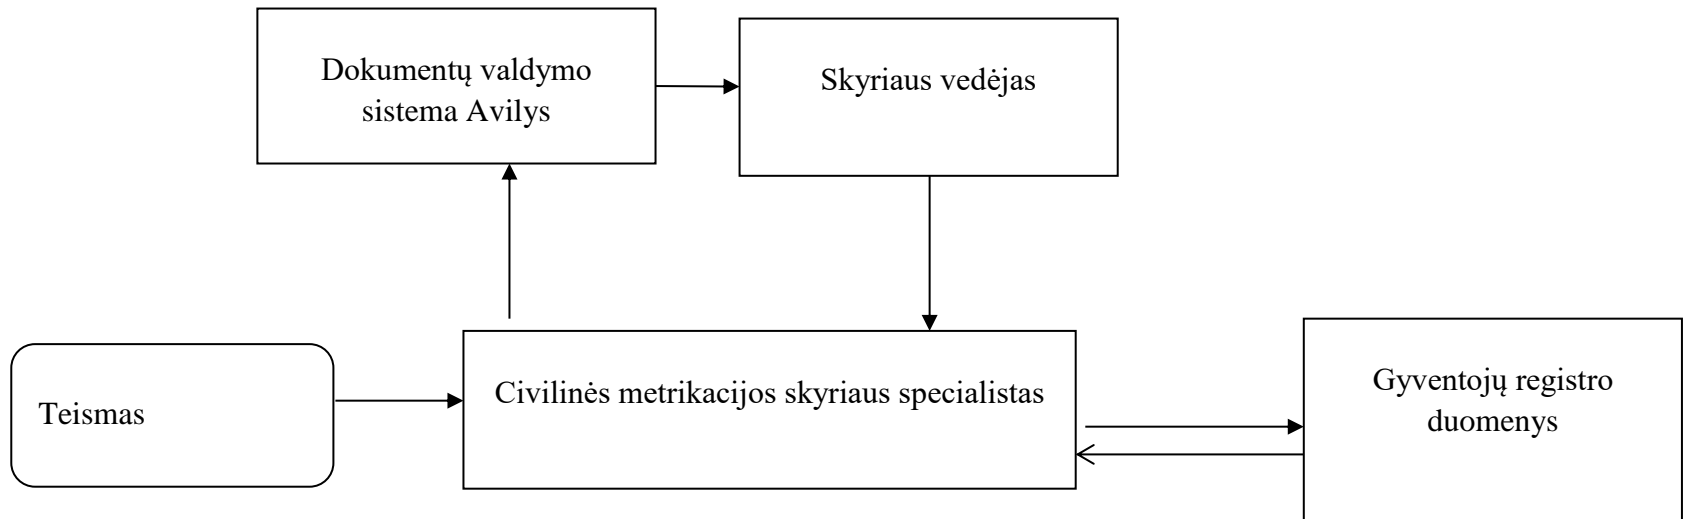 Dokumentų valdymo
sistema Avilys
Skyriaus vedėjas
Teismas
Civilinės metrikacijos skyriaus specialistas
Gyventojų registro
duomenys